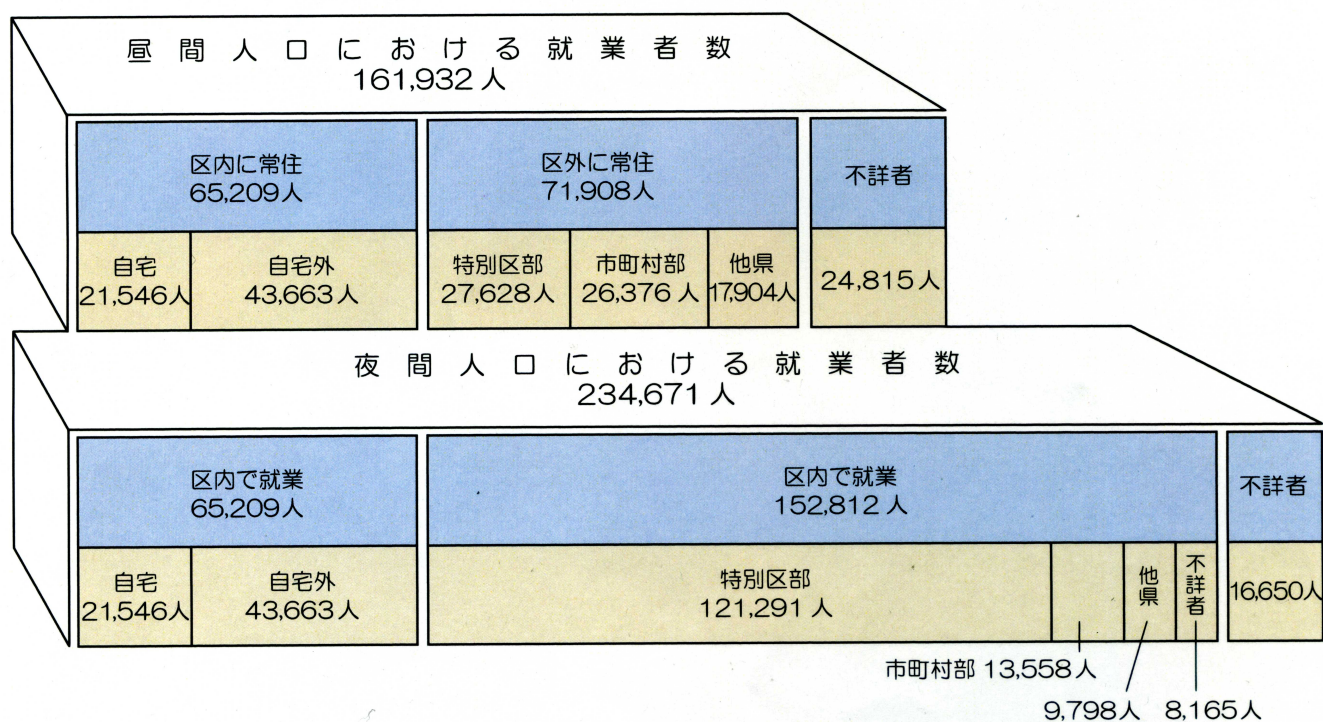 昼間人口における就業者数
161,932人
区内に常住
65,209人
区外に常住
71,908人
不詳者
自宅
21,546人
自宅外
43,663人
特別区部
27,628人
市町村部
26,376人
他県
17,904人
24,815人
夜間人口における就業者数
234,671人
区内で就業
65,209人
区内で就業
152,812人
不詳者
自宅
21,546人
自宅外
43,663人
特別区部
121,291人
他県
不詳者
16,650人
市町村部 13,558人
9,798人 8,165人